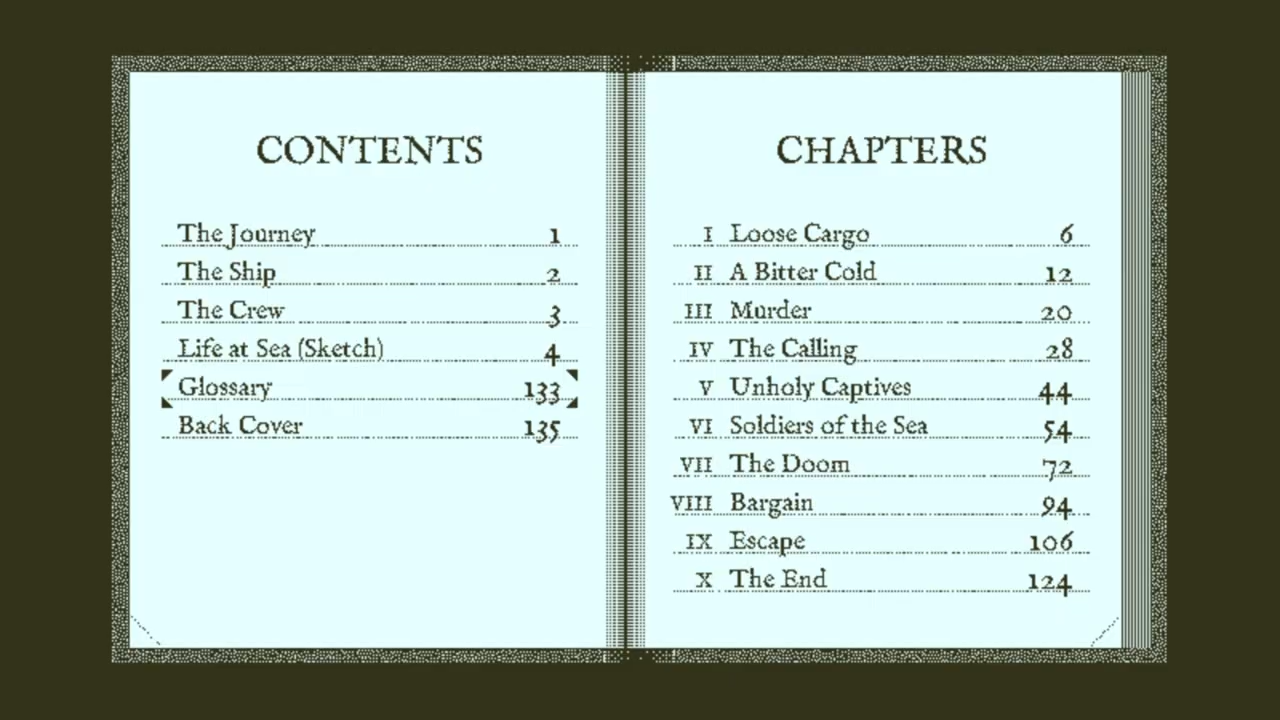 CONTENTS
The Journey 1
The Ship 2
The Crew 3
Life at Sea (Sketch) 4
Glossary 133
Back Cover 135
CHAPTERS
I Loose Cargo 6
II A Bitter Cold 12
III Murder 20
IV The Calling 28
V Unholy Captives 44
VI Soldiers of the Sea 54
VII The Doom 72
VIII Bargain 94
IX Escape 106
X The End 124